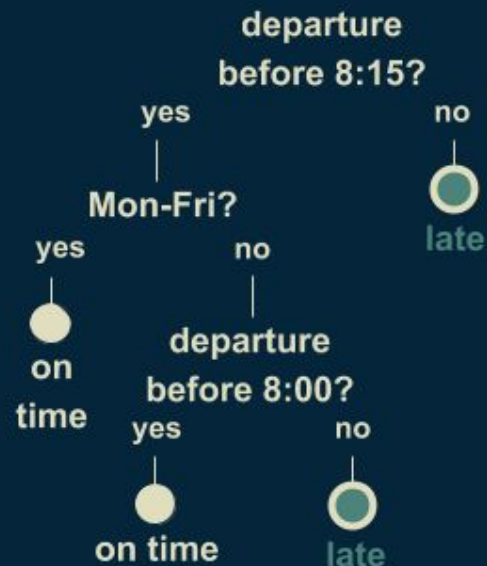 departure
before 8:15?
yes
no
Mon-Fri?
late
yes
no
on
time
departure
before 8:00?
yes
no
on time
late